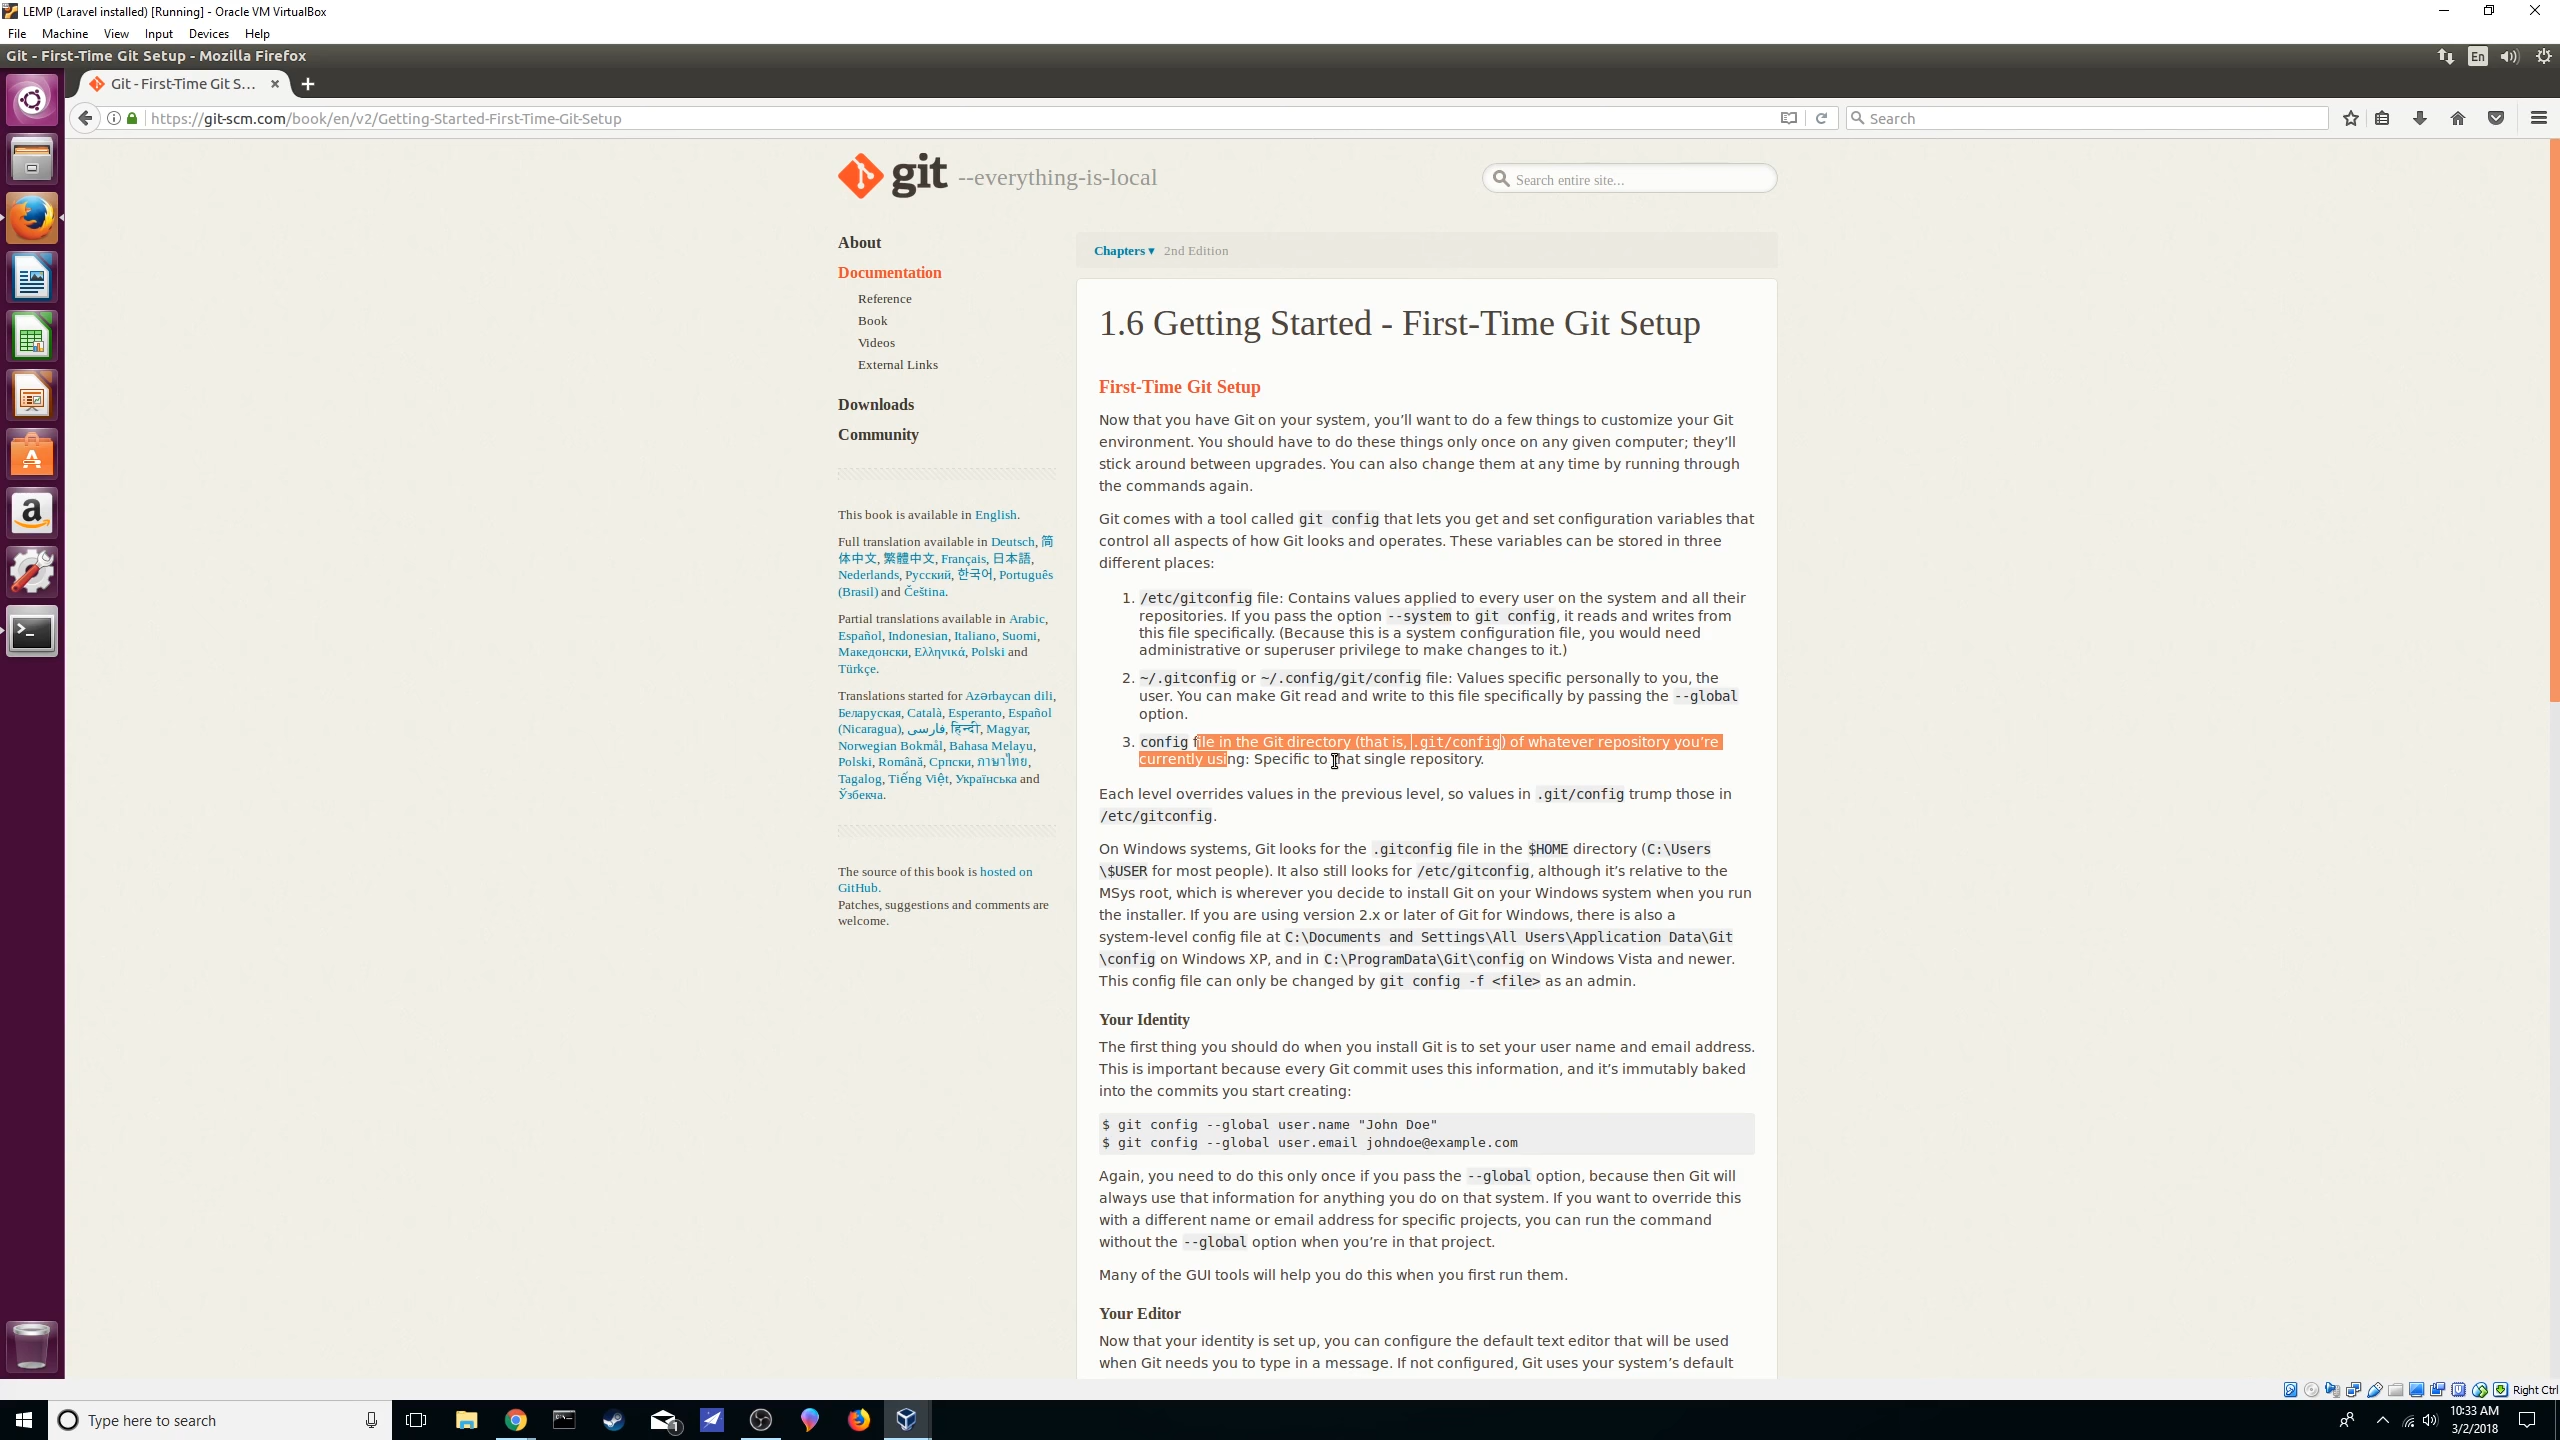 LEMP (Laravel installed) [Running] - Oracle VM VirtualBox
File Machine View Input Devices Help
Git - First-Time Git Setup - Mozilla Firefox
En
Git - First-Time Git S...
https://git-scm.com/book/en/v2/Getting-Started-First-Time-Git-Setup
Search
git --everything-is-local
Search entire site...
About
Documentation
Reference
Book
Videos
External Links
Downloads
Community
This book is available in English.
Full translation available in Deutsch, 简
体中文, 繁體中文, Français, 日本語,
Nederlands, Русский, 한국어, Português
(Brasil) and Čeština.
Partial translations available in Arabic,
Español, Indonesian, Italiano, Suomi,
Македонски, Ελληνικά, Polski and
Türkçe.
Translations started for Azərbaycan dili,
Беларуская, Català, Esperanto, Español
(Nicaragua), فارسی, हिन्दी, Magyar,
Norwegian Bokmål, Bahasa Melayu,
Polski, Română, Српски, ภาษาไทย,
Tagalog, Tiếng Việt, Українська and
Ўзбекча.
The source of this book is hosted on
GitHub.
Patches, suggestions and comments are
welcome.
Chapters ▾ 2nd Edition
1.6 Getting Started - First-Time Git Setup
First-Time Git Setup
Now that you have Git on your system, you’ll want to do a few things to customize your Git
environment. You should have to do these things only once on any given computer; they’ll
stick around between upgrades. You can also change them at any time by running through
the commands again.
Git comes with a tool called git config that lets you get and set configuration variables that
control all aspects of how Git looks and operates. These variables can be stored in three
different places:
1. /etc/gitconfig file: Contains values applied to every user on the system and all their
repositories. If you pass the option --system to git config, it reads and writes from
this file specifically. (Because this is a system configuration file, you would need
administrative or superuser privilege to make changes to it.)
2. ~/.gitconfig or ~/.config/git/config file: Values specific personally to you, the
user. You can make Git read and write to this file specifically by passing the --global
option.
3. config file in the Git directory (that is, .git/config) of whatever repository you’re
currently using: Specific to that single repository.
Each level overrides values in the previous level, so values in .git/config trump those in
/etc/gitconfig.
On Windows systems, Git looks for the .gitconfig file in the $HOME directory (C:\Users
\$USER for most people). It also still looks for /etc/gitconfig, although it’s relative to the
MSys root, which is wherever you decide to install Git on your Windows system when you run
the installer. If you are using version 2.x or later of Git for Windows, there is also a
system-level config file at C:\Documents and Settings\All Users\Application Data\Git
\config on Windows XP, and in C:\ProgramData\Git\config on Windows Vista and newer.
This config file can only be changed by git config -f <file> as an admin.
Your Identity
The first thing you should do when you install Git is to set your user name and email address.
This is important because every Git commit uses this information, and it’s immutably baked
into the commits you start creating:
$ git config --global user.name "John Doe"
$ git config --global user.email johndoe@example.com
Again, you need to do this only once if you pass the --global option, because then Git will
always use that information for anything you do on that system. If you want to override this
with a different name or email address for specific projects, you can run the command
without the --global option when you’re in that project.
Many of the GUI tools will help you do this when you first run them.
Your Editor
Now that your identity is set up, you can configure the default text editor that will be used
when Git needs you to type in a message. If not configured, Git uses your system’s default
Right Ctrl
Type here to search
1
10:33 AM
3/2/2018